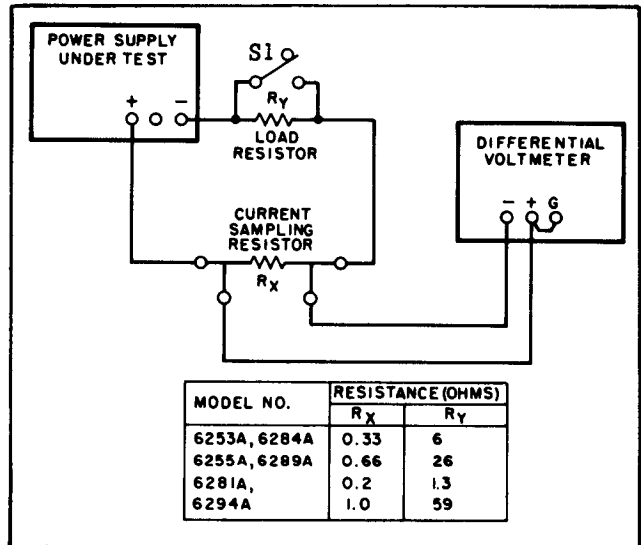 POWER SUPPLY
UNDER TEST
+ -
S1
RY
LOAD
RESISTOR
DIFFERENTIAL
VOLTMETER
- + G
CURRENT
SAMPLING
RESISTOR
RX
MODEL NO. RESISTANCE (OHMS)
RX RY
6253A, 6284A 0.33 6
6255A, 6289A 0.66 26
6281A, 0.2 1.3
6294A 1.0 59